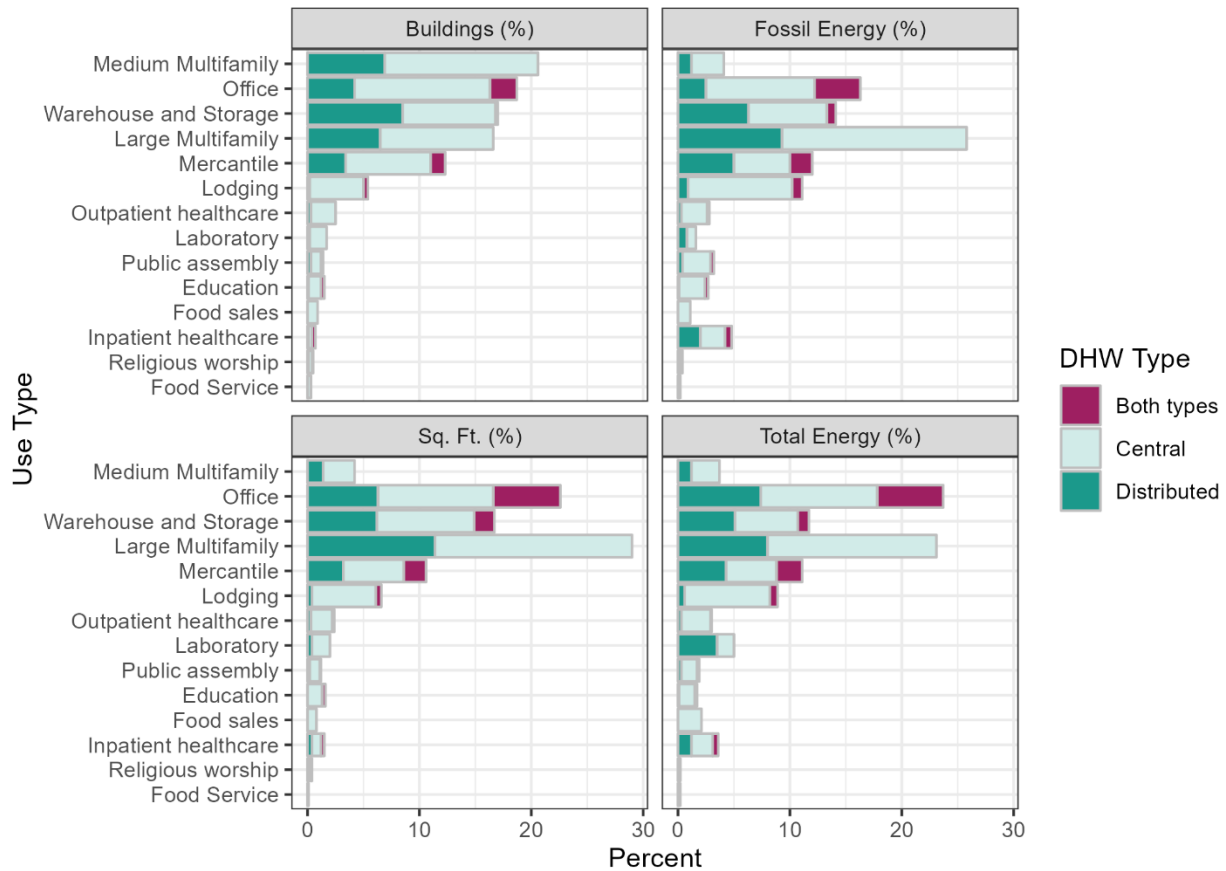 Buildings (%)
Fossil Energy (%)
Medium Multifamily
Office
Warehouse and Storage
Large Multifamily
Mercantile
Lodging
Outpatient healthcare
Laboratory
Public assembly
Education
Food sales
Inpatient healthcare
Religious worship
Food Service
Sq. Ft. (%)
Total Energy (%)
Medium Multifamily
Office
Warehouse and Storage
Large Multifamily
Mercantile
Lodging
Outpatient healthcare
Laboratory
Public assembly
Education
Food sales
Inpatient healthcare
Religious worship
Food Service
0 10 20 30
0 10 20 30
Percent
Use Type
DHW Type
Both types
Central
Distributed